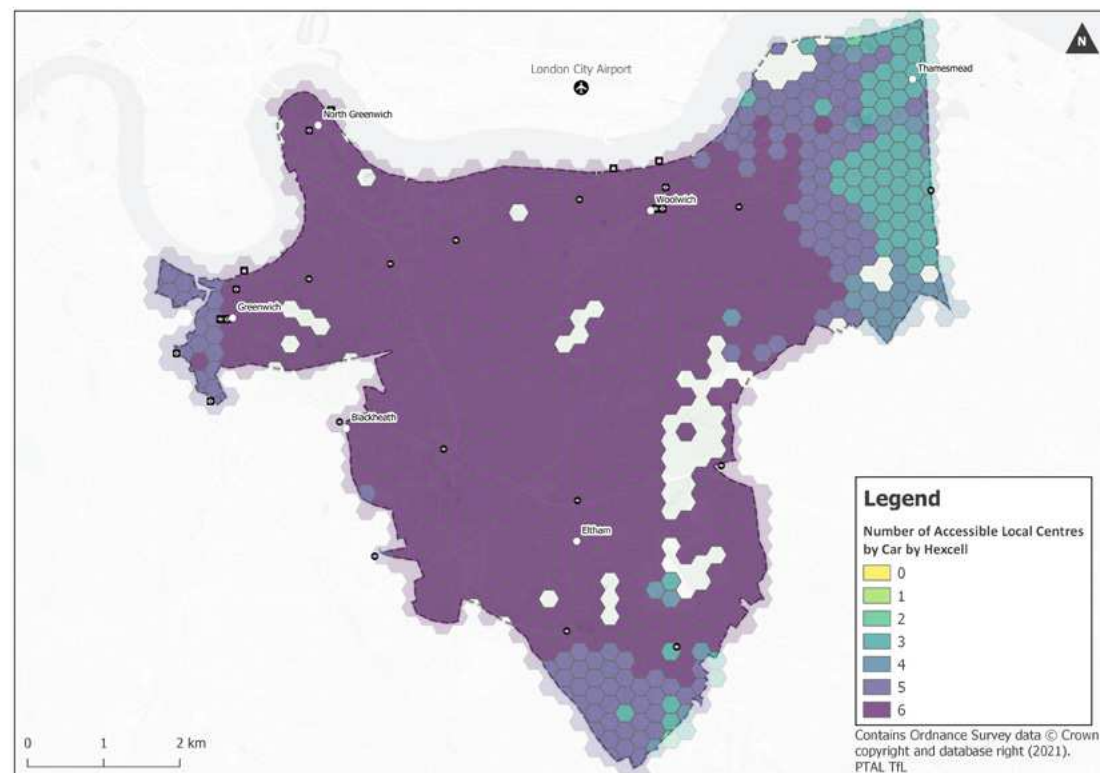 N
London City Airport
Thamesmead
North Greenwich
Woolwich
Greenwich
Blackheath
Eltham
Legend
Number of Accessible Local Centres
by Car by Hexcell
0
1
2
3
4
5
6
0 1 2 km
Contains Ordnance Survey data © Crown
copyright and database right (2021).
PTAL TfL